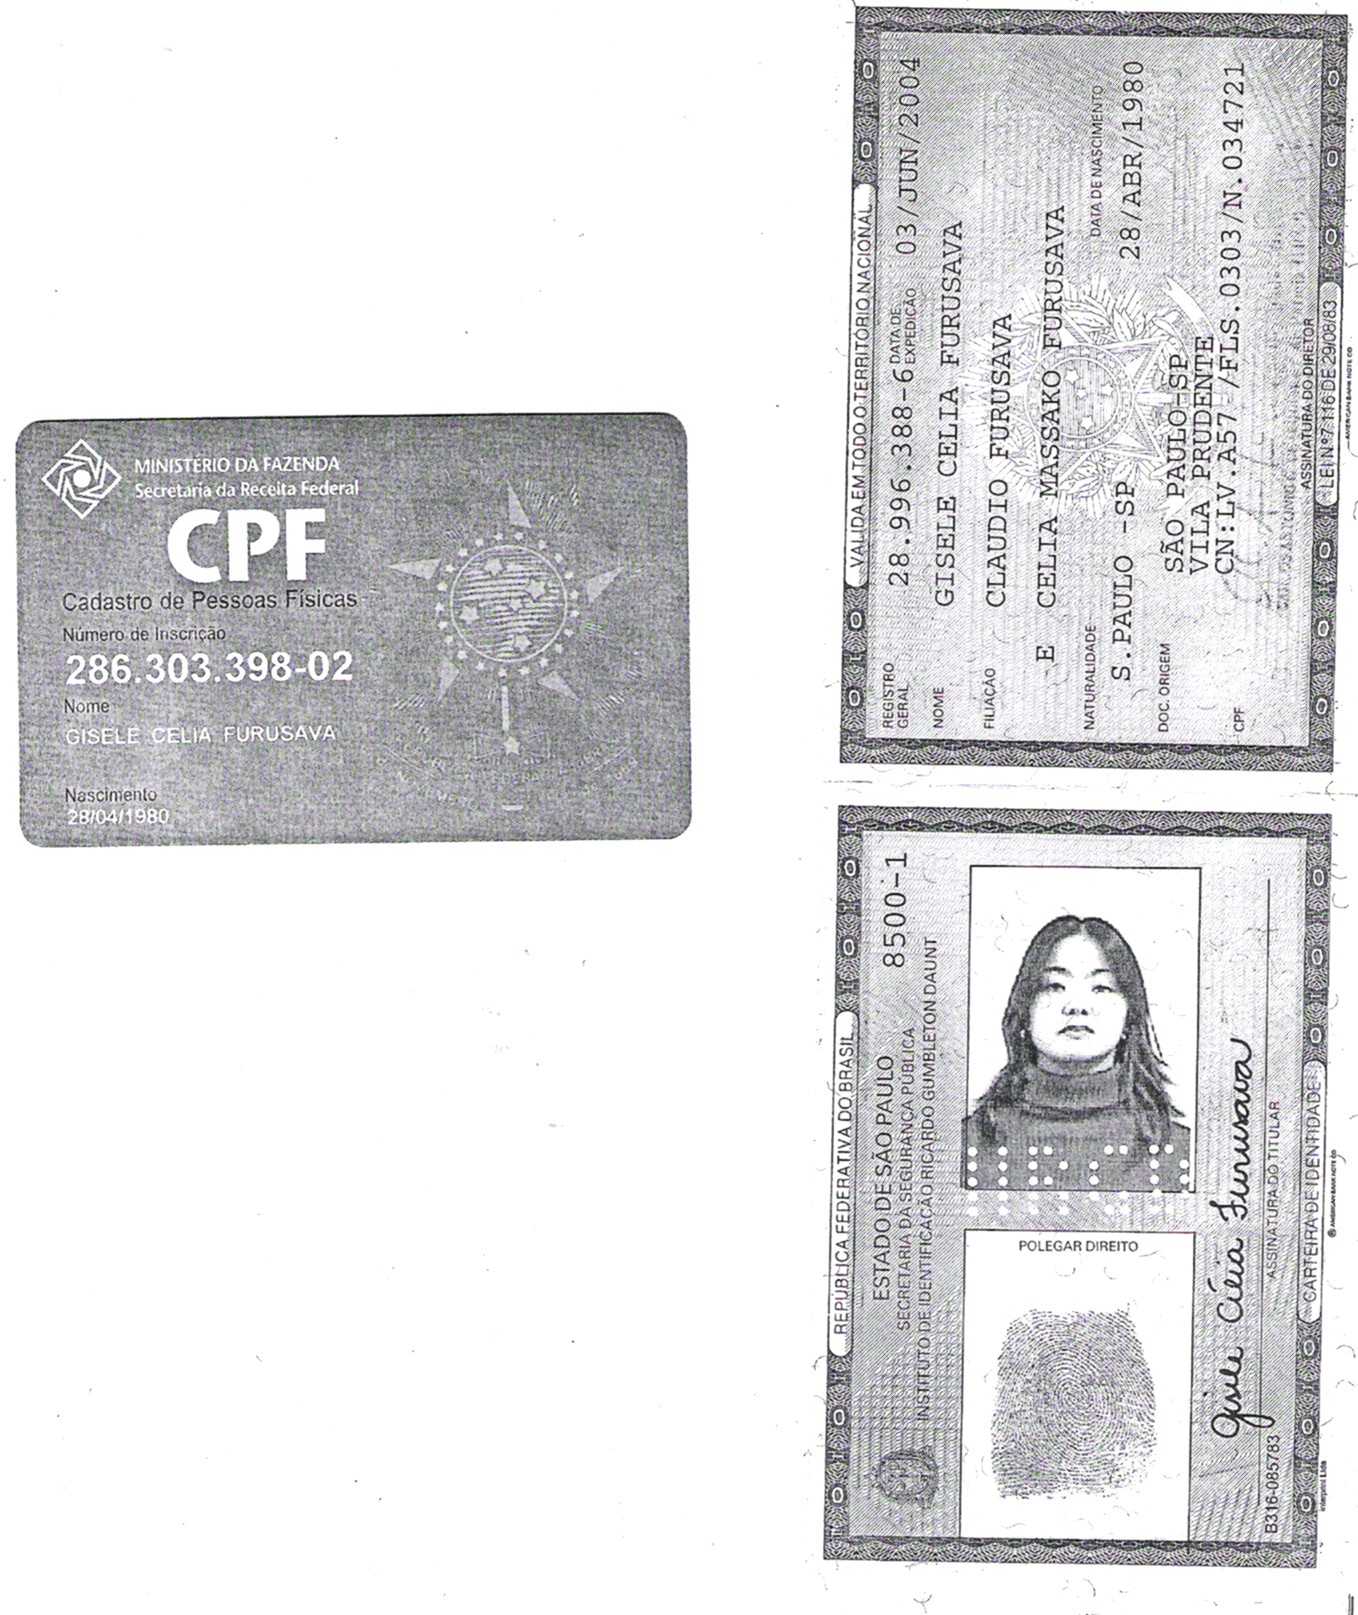 MINISTÉRIO DA FAZENDA
Secretaria da Receita Federal
CPF
Cadastro de Pessoas Físicas
Número de Inscrição
286.303.398-02
Nome
GISELE CELIA FURUSAVA
Nascimento
28/04/1980
VALIDA EM TODO O TERRITÓRIO NACIONAL
REGISTRO GERAL 28.996.388-6 DATA DE EXPEDIÇÃO 03/JUN/2004
NOME GISELE CELIA FURUSAVA
FILIAÇÃO CLAUDIO FURUSAVA
E CELIA MASSAKO FURUSAVA
NATURALIDADE DATA DE NASCIMENTO
S.PAULO -SP 28/ABR/1980
DOC. ORIGEM SÃO PAULO-SP
VILA PRUDENTE
CN:LV.A57 /FLS.0303/N.034721
CPF
ASSINATURA DO DIRETOR
LEI Nº 7.116 DE 29/08/83
AMERICAN BANK NOTE CO
REPÚBLICA FEDERATIVA DO BRASIL
ESTADO DE SÃO PAULO 8500-1
SECRETARIA DA SEGURANÇA PÚBLICA
INSTITUTO DE IDENTIFICAÇÃO RICARDO GUMBLETON DAUNT
POLEGAR DIREITO
Gisele Célia Furusava
B316-085783 ASSINATURA DO TITULAR
CARTEIRA DE IDENTIDADE
Interprint Ltda
© AMERICAN BANK NOTE CO